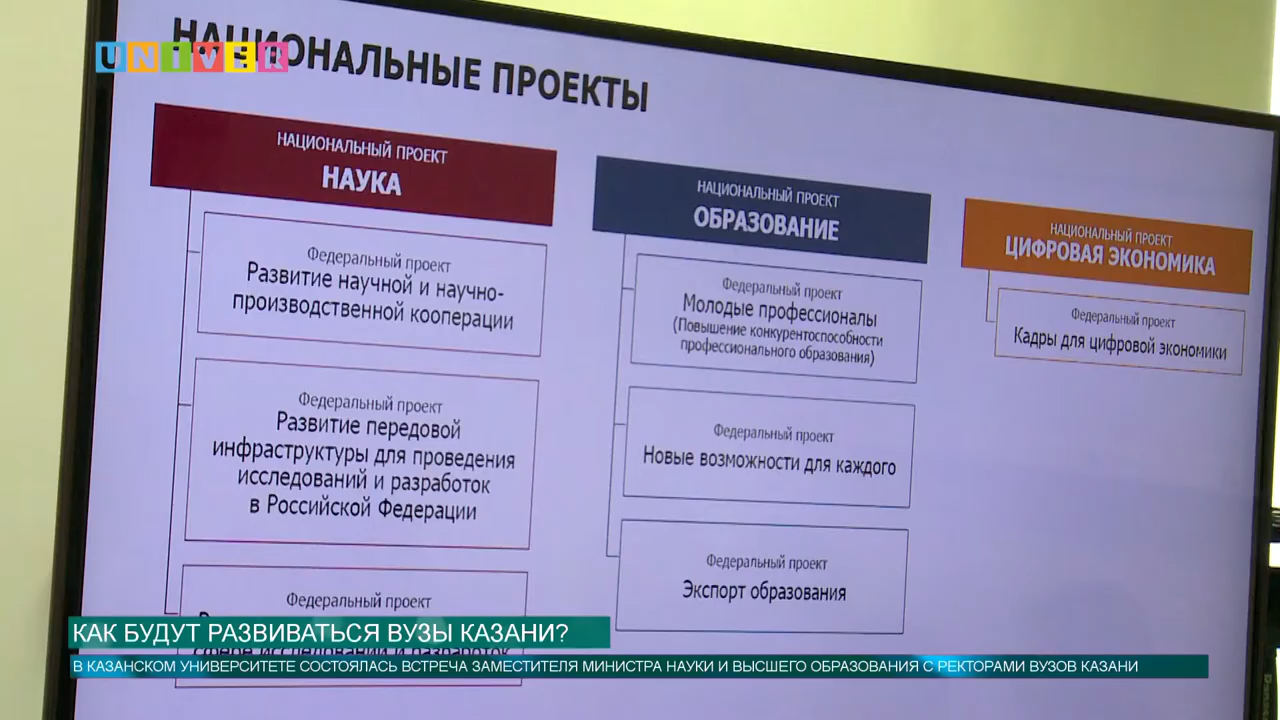 UNIVER
НАЦИОНАЛЬНЫЕ ПРОЕКТЫ
НАЦИОНАЛЬНЫЙ ПРОЕКТ
НАУКА
Федеральный проект
Развитие научной и научно-
производственной кооперации
Федеральный проект
Развитие передовой
инфраструктуры для проведения
исследований и разработок
в Российской Федерации
Федеральный проект
сфере исследований и разработок
НАЦИОНАЛЬНЫЙ ПРОЕКТ
ОБРАЗОВАНИЕ
Федеральный проект
Молодые профессионалы
(Повышение конкурентоспособности
профессионального образования)
Федеральный проект
Новые возможности для каждого
Федеральный проект
Экспорт образования
НАЦИОНАЛЬНЫЙ ПРОЕКТ
ЦИФРОВАЯ ЭКОНОМИКА
Федеральный проект
Кадры для цифровой экономики
КАК БУДУТ РАЗВИВАТЬСЯ ВУЗЫ КАЗАНИ?
В КАЗАНСКОМ УНИВЕРСИТЕТЕ СОСТОЯЛАСЬ ВСТРЕЧА ЗАМЕСТИТЕЛЯ МИНИСТРА НАУКИ И ВЫСШЕГО ОБРАЗОВАНИЯ С РЕКТОРАМИ ВУЗОВ КАЗАНИ